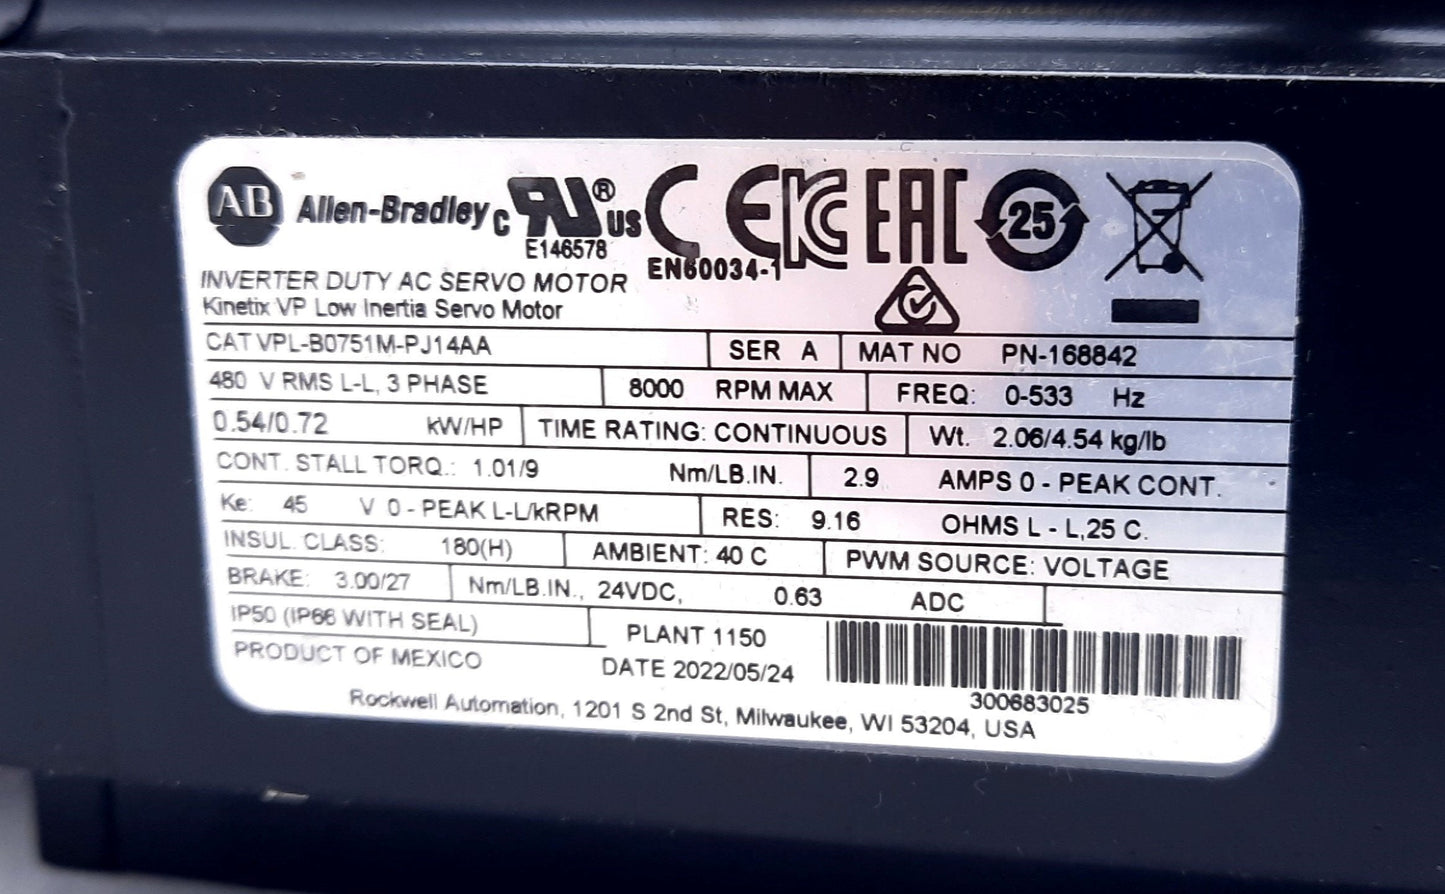 AB Allen-Bradley c UR® us CE KC EAC 25
E146578
EN60034-1
INVERTER DUTY AC SERVO MOTOR
Kinetix VP Low Inertia Servo Motor
CAT VPL-B0751M-PJ14AA SER A MAT NO PN-168842
480 V RMS L-L, 3 PHASE 8000 RPM MAX FREQ: 0-533 Hz
0.54/0.72 kW/HP TIME RATING: CONTINUOUS Wt. 2.06/4.54 kg/lb
CONT. STALL TORQ.: 1.01/9 Nm/LB.IN. 2.9 AMPS 0 - PEAK CONT.
Ke: 45 V 0 - PEAK L-L/kRPM RES: 9.16 OHMS L - L,25 C.
INSUL. CLASS: 180(H) AMBIENT: 40 C PWM SOURCE: VOLTAGE
BRAKE: 3.00/27 Nm/LB.IN., 24VDC, 0.63 ADC
IP50 (IP66 WITH SEAL) PLANT 1150
PRODUCT OF MEXICO DATE 2022/05/24
300683025
Rockwell Automation, 1201 S 2nd St, Milwaukee, WI 53204, USA